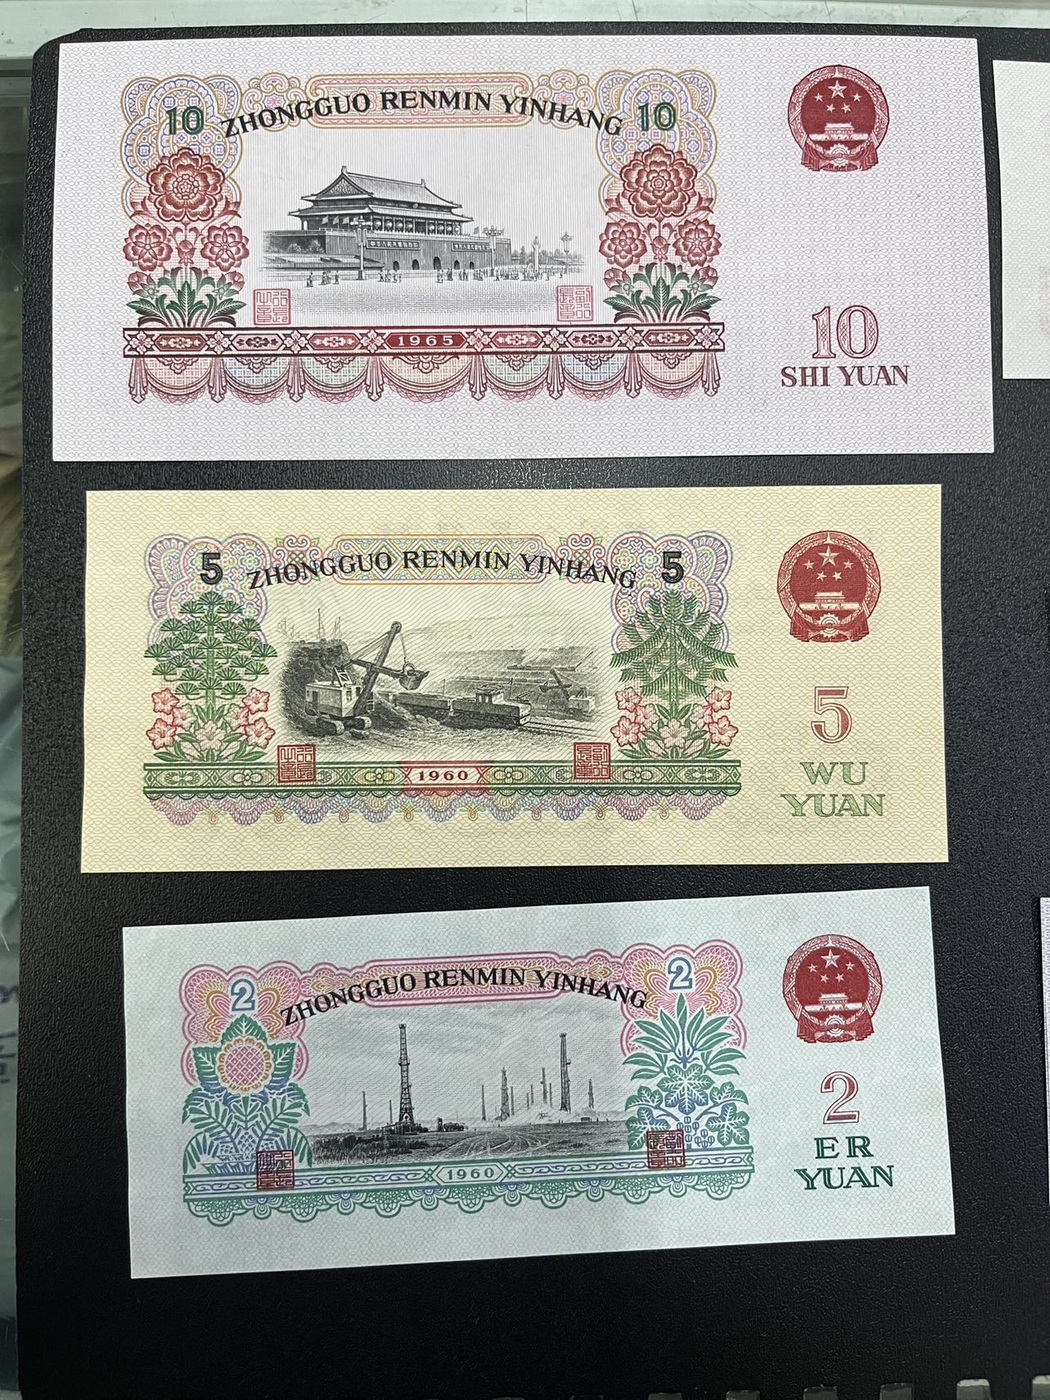 10 ZHONGGUO RENMIN YINHANG 10
1965
10
SHI YUAN
5 ZHONGGUO RENMIN YINHANG 5
1960
5
WU
YUAN
2 ZHONGGUO RENMIN YINHANG 2
1960
2
ER
YUAN